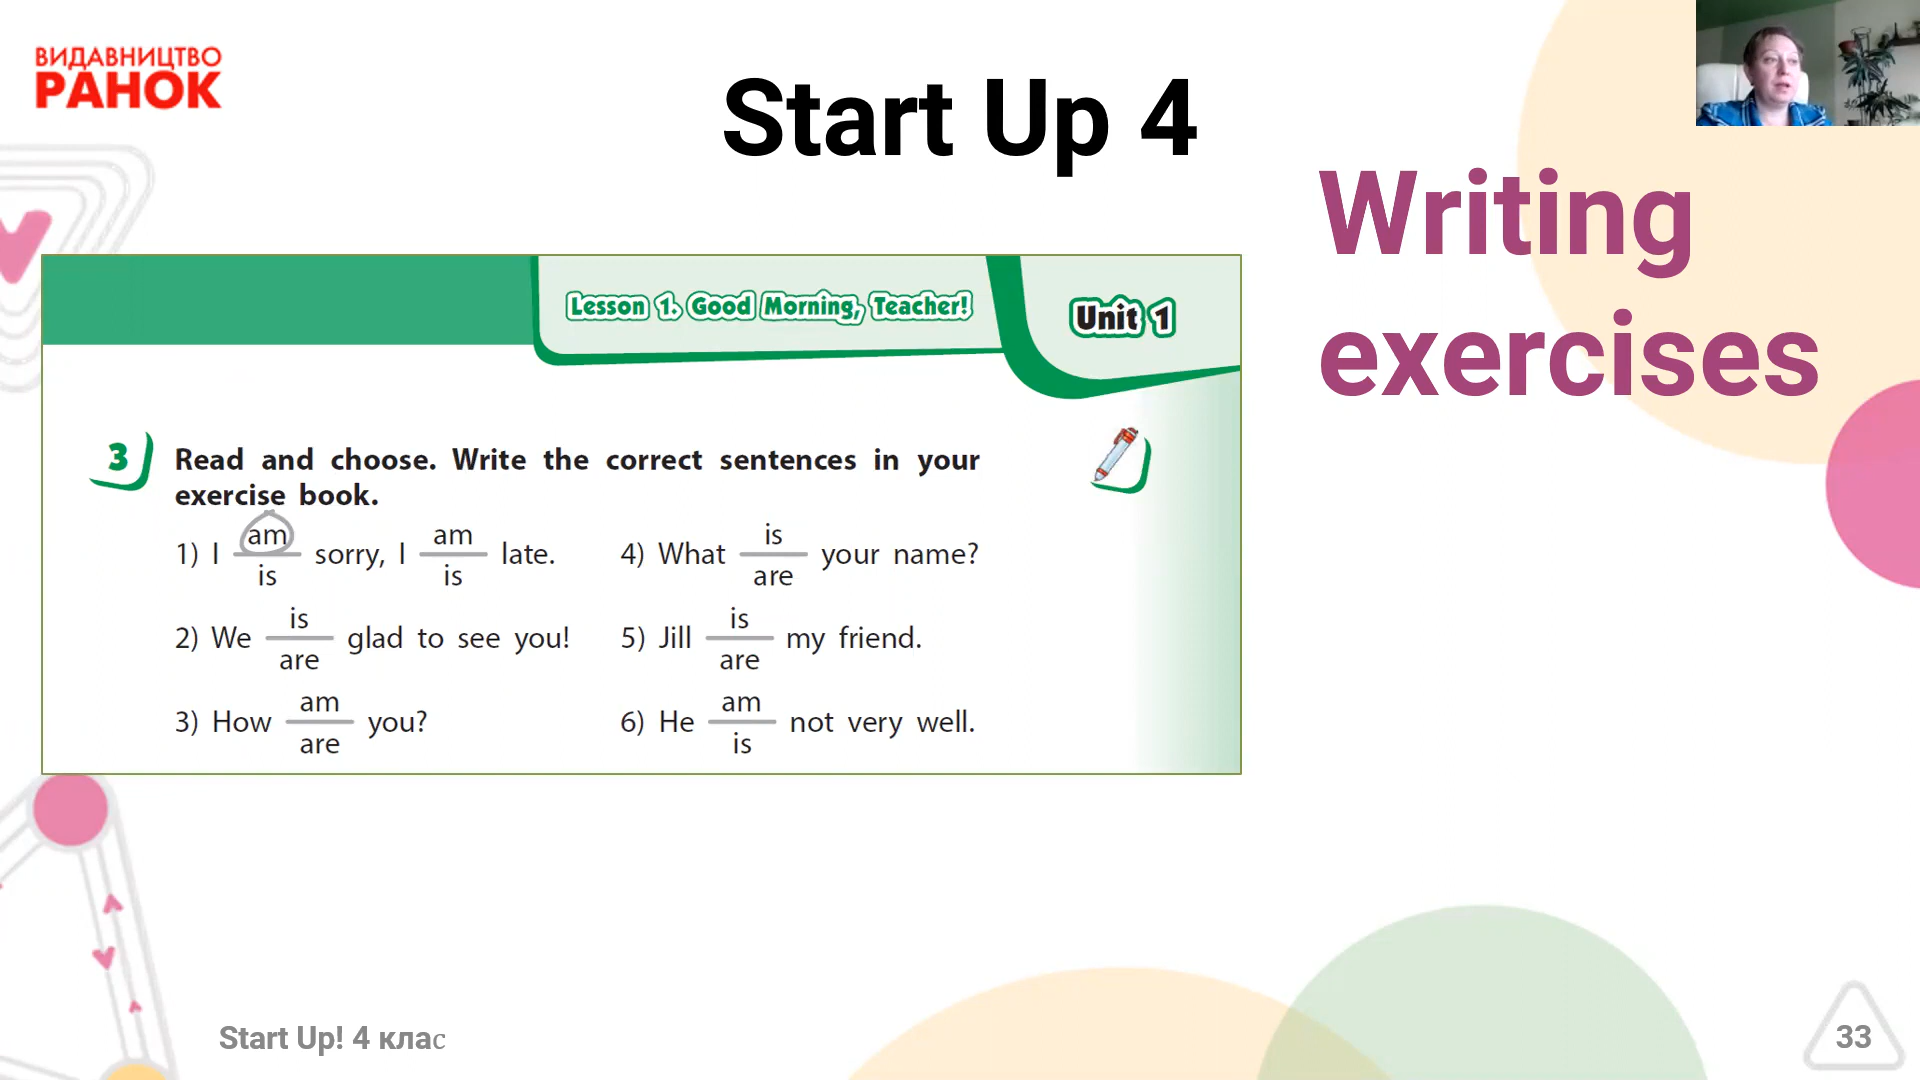 ВИДАВНИЦТВО
РАНОК
Start Up 4
Writing
exercises
Lesson 1. Good Morning, Teacher!
Unit 1
3 Read and choose. Write the correct sentences in your
exercise book.
1) I am/is sorry, I am/is late.
2) We is/are glad to see you!
3) How am/are you?
4) What is/are your name?
5) Jill is/are my friend.
6) He am/is not very well.
Start Up! 4 клас
33